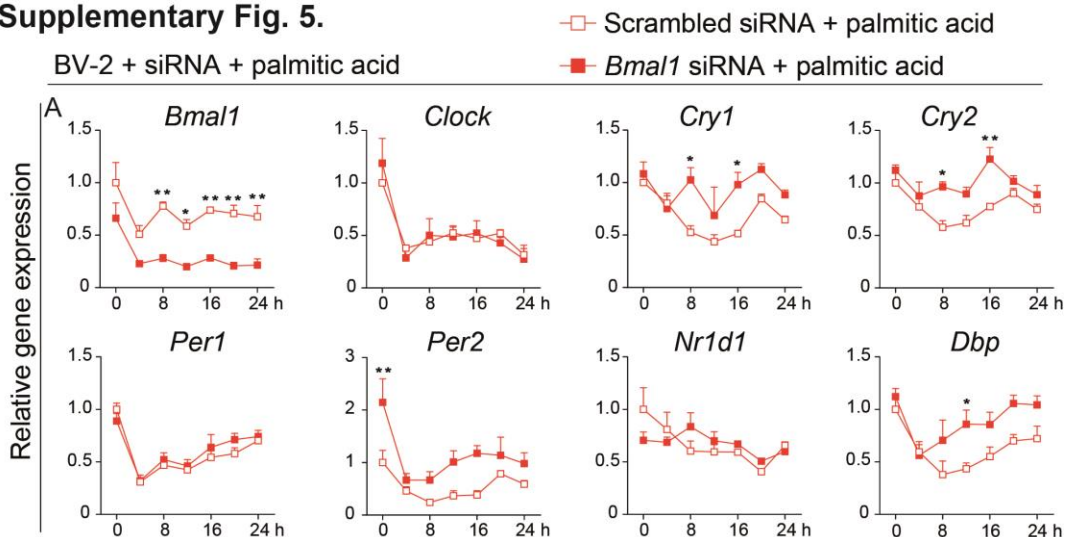 Supplementary Fig. 5.
Scrambled siRNA + palmitic acid
BV-2 + siRNA + palmitic acid
Bmal1 siRNA + palmitic acid
A
Relative gene expression
Bmal1
1.5
1.0
0.5
0
** * ** ** **
0 8 16 24 h
Clock
1.5
1.0
0.5
0
0 8 16 24 h
Cry1
1.5
1.0
0.5
0
* *
0 8 16 24 h
Cry2
1.5
1.0
0.5
0
* **
0 8 16 24 h
Per1
1.5
1.0
0.5
0
0 8 16 24 h
Per2
3
2
1
0
**
0 8 16 24 h
Nr1d1
1.5
1.0
0.5
0
0 8 16 24 h
Dbp
1.5
1.0
0.5
0
*
0 8 16 24 h